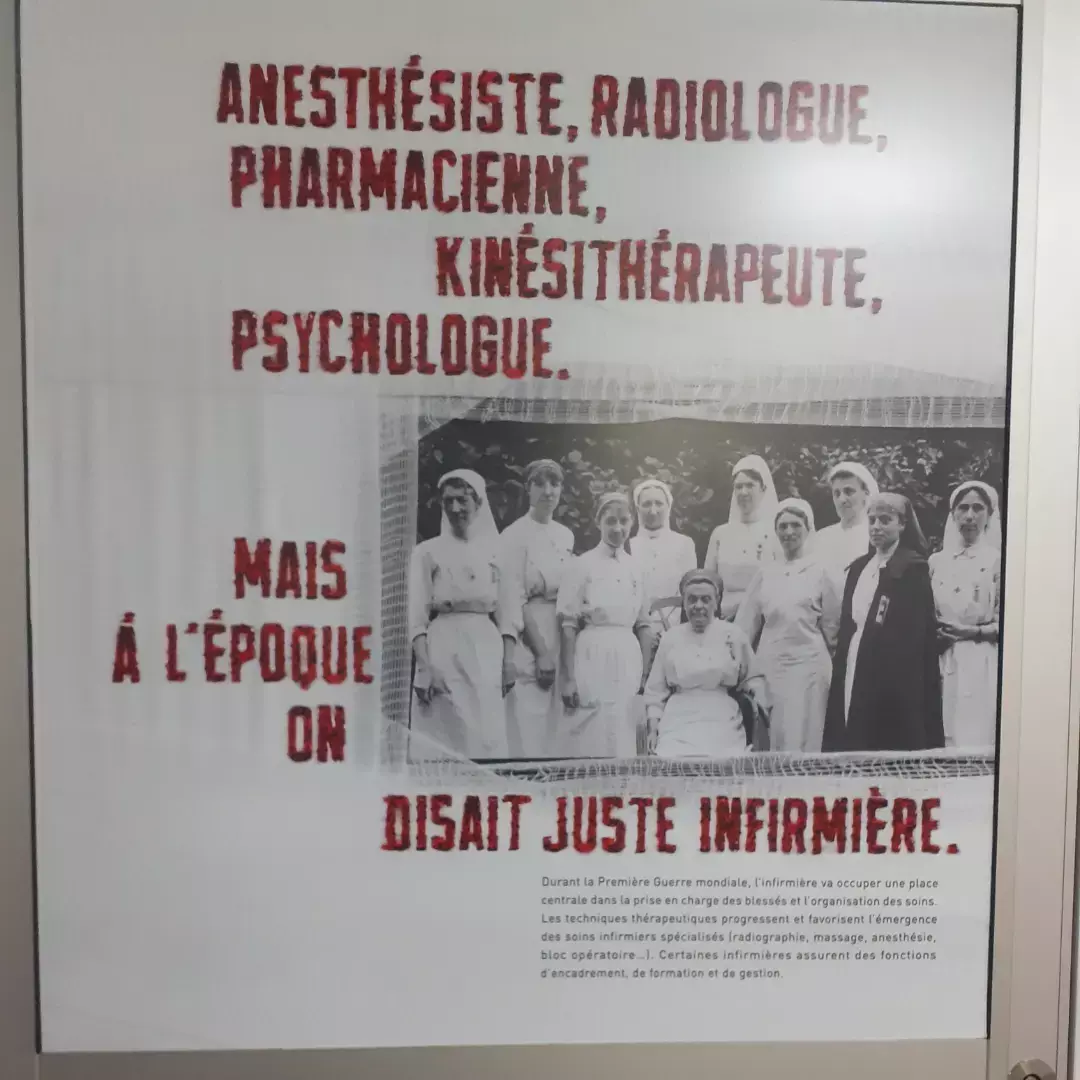 ANESTHÉSISTE, RADIOLOGUE,
PHARMACIENNE,
KINÉSITHÉRAPEUTE,
PSYCHOLOGUE.
MAIS
Á L'ÉPOQUE
ON
DISAIT JUSTE INFIRMIÈRE.
Durant la Première Guerre mondiale, l'infirmière va occuper une place
centrale dans la prise en charge des blessés et l'organisation des soins.
Les techniques thérapeutiques progressent et favorisent l'émergence
des soins infirmiers spécialisés (radiographie, massage, anesthésie,
bloc opératoire...). Certaines infirmières assurent des fonctions
d'encadrement, de formation et de gestion.